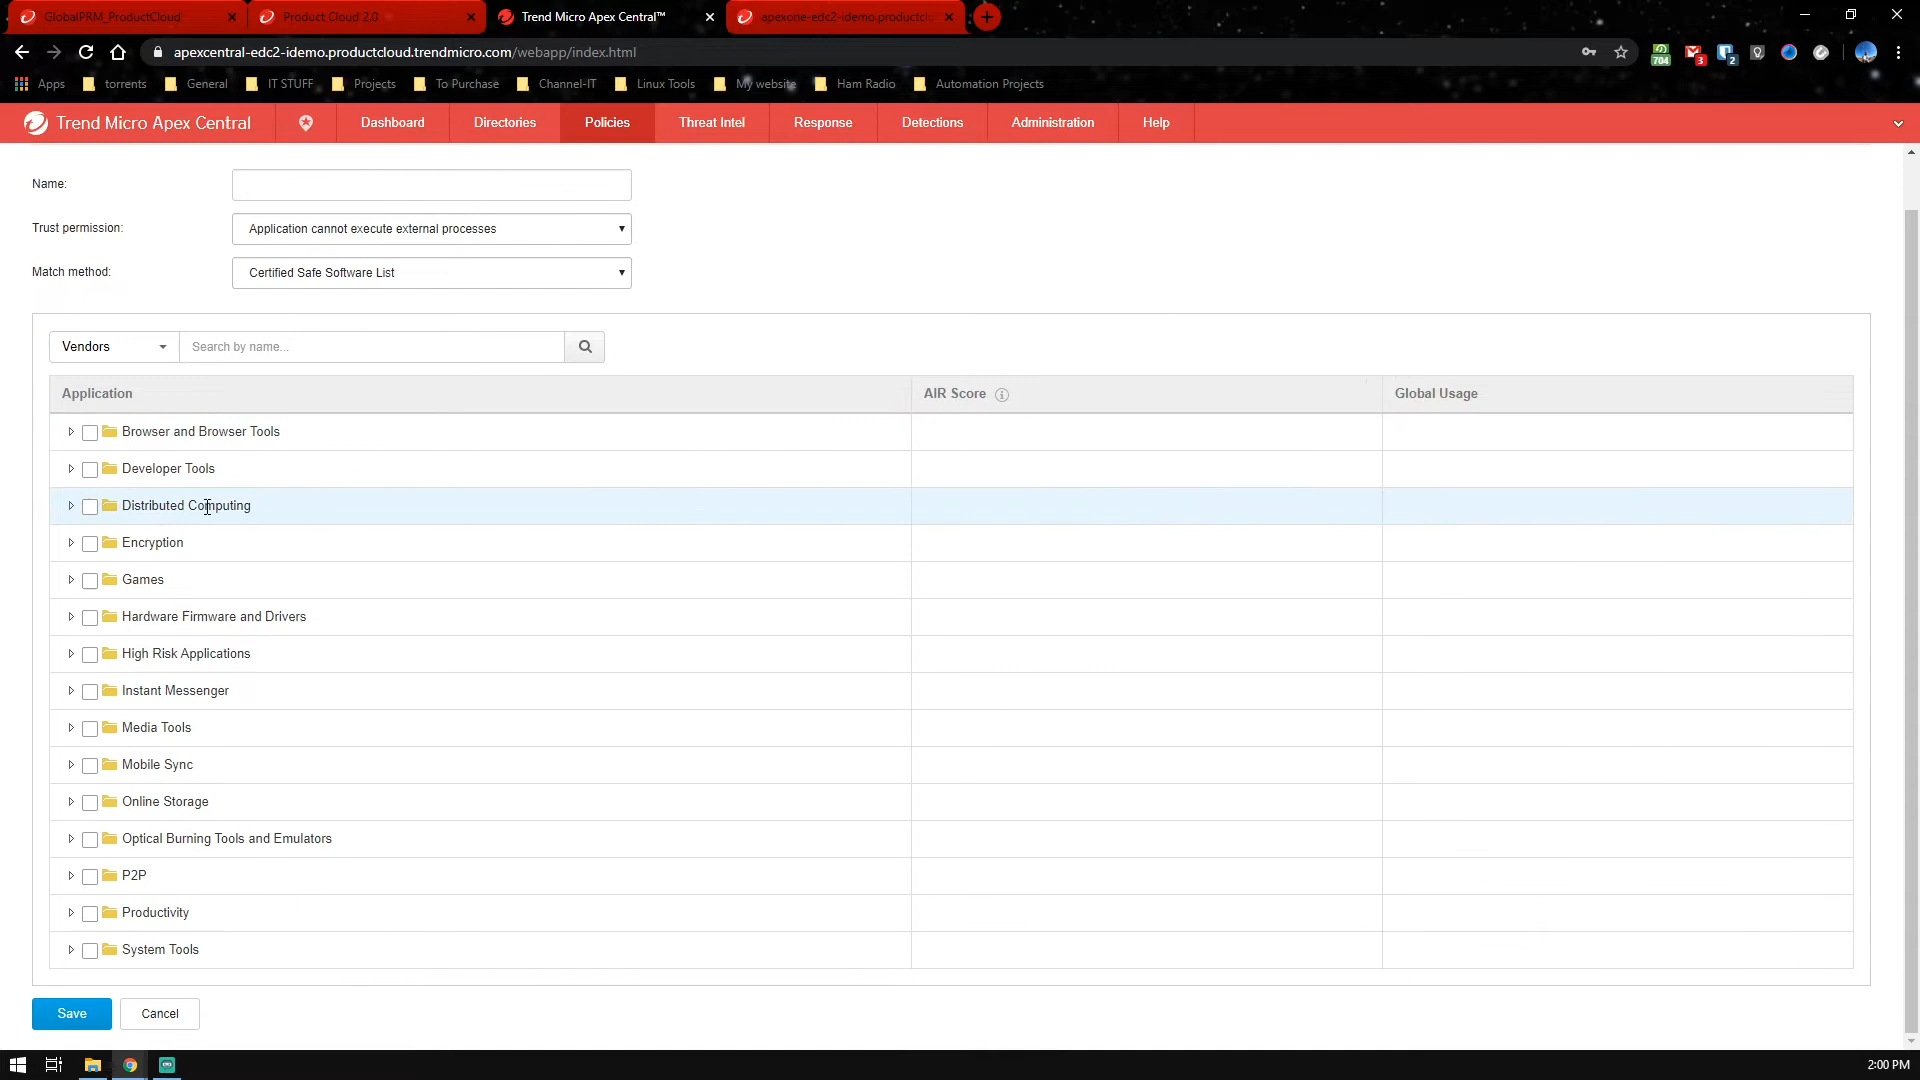 GlobalPRM_ProductCloud
Product Cloud 2.0
Trend Micro Apex Central™
apexone-edc2-idemo.productclo
apexcentral-edc2-idemo.productcloud.trendmicro.com/webapp/index.html
704
3
2
Apps
torrents
General
IT STUFF
Projects
To Purchase
Channel-IT
Linux Tools
My website
Ham Radio
Automation Projects
Trend Micro Apex Central
Dashboard
Directories
Policies
Threat Intel
Response
Detections
Administration
Help
Name:
Trust permission:
Application cannot execute external processes
Match method:
Certified Safe Software List
Vendors
Search by name...
Application
AIR Score
Global Usage
Browser and Browser Tools
Developer Tools
Distributed Computing
Encryption
Games
Hardware Firmware and Drivers
High Risk Applications
Instant Messenger
Media Tools
Mobile Sync
Online Storage
Optical Burning Tools and Emulators
P2P
Productivity
System Tools
Save
Cancel
2:00 PM